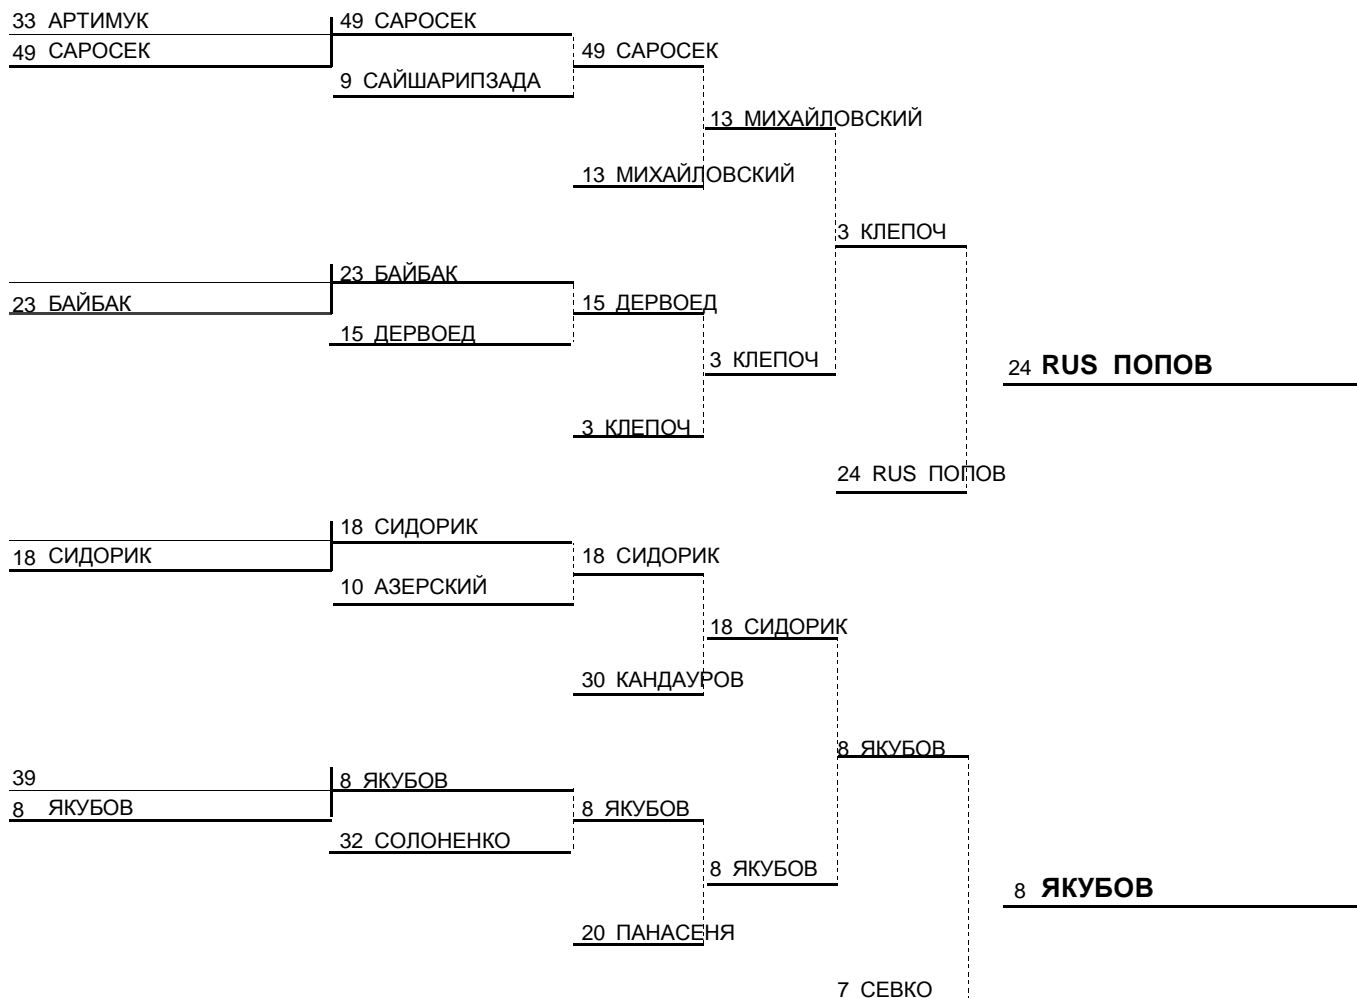 33 АРТИМУК
49 САРОСЕК
49 САРОСЕК
49 САРОСЕК
9 САЙШАРИПЗАДА
13 МИХАЙЛОВСКИЙ
13 МИХАЙЛОВСКИЙ
3 КЛЕПОЧ
23 БАЙБАК
23 БАЙБАК
15 ДЕРВОЕД
15 ДЕРВОЕД
3 КЛЕПОЧ
24 RUS ПОПОВ
3 КЛЕПОЧ
24 RUS ПОПОВ
18 СИДОРИК
18 СИДОРИК
18 СИДОРИК
10 АЗЕРСКИЙ
18 СИДОРИК
30 КАНДАУРОВ
8 ЯКУБОВ
39
8 ЯКУБОВ
8 ЯКУБОВ
8 ЯКУБОВ
32 СОЛОНЕНКО
8 ЯКУБОВ
8 ЯКУБОВ
20 ПАНАСЕНЯ
7 СЕВКО